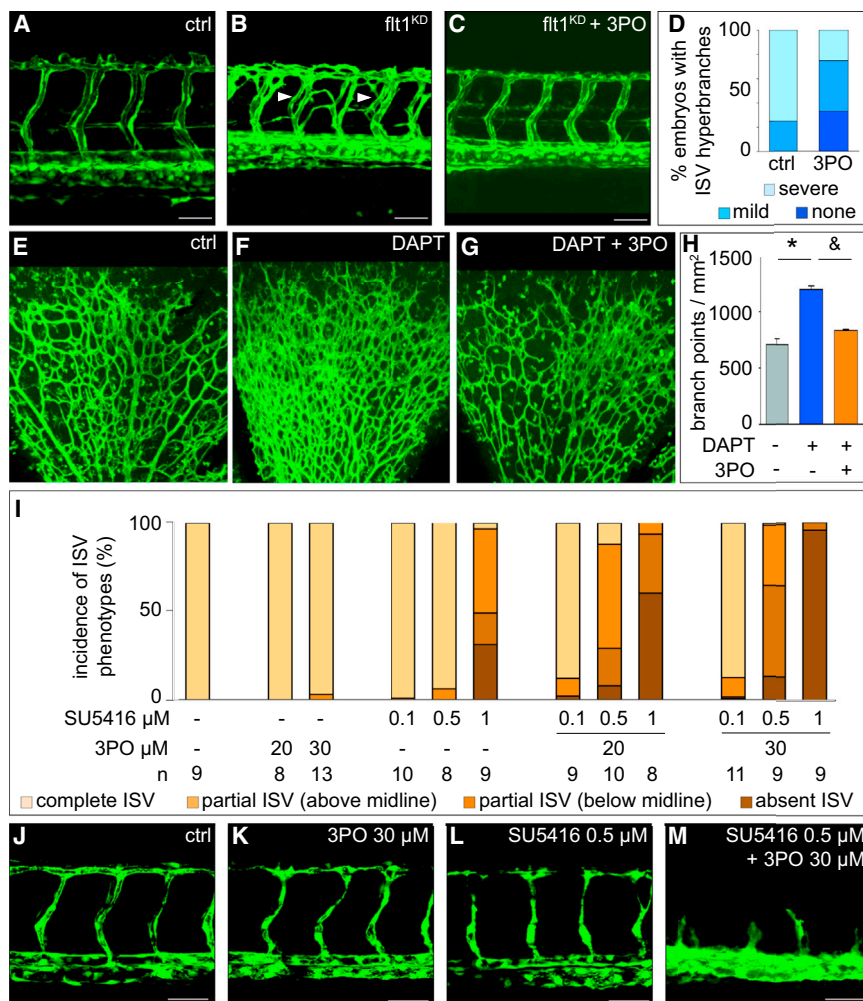 A ctrl
B flt1KD
C flt1KD + 3PO
D
% embryos with
ISV hyperbranches
100
50
0
ctrl 3PO
severe
mild none
E ctrl
F DAPT
G DAPT + 3PO
H
* &
branch points / mm2
1500
1000
500
0
DAPT - + +
3PO - - +
I
incidence of ISV
phenotypes (%)
100
50
0
SU5416 µM - - - 0.1 0.5 1 0.1 0.5 1 0.1 0.5 1
3PO µM - 20 30 - - - 20 30
n 9 8 13 10 8 9 9 10 8 11 9 9
complete ISV partial ISV (above midline) partial ISV (below midline) absent ISV
J ctrl
K 3PO 30 µM
L SU5416 0.5 µM
M SU5416 0.5 µM
+ 3PO 30 µM